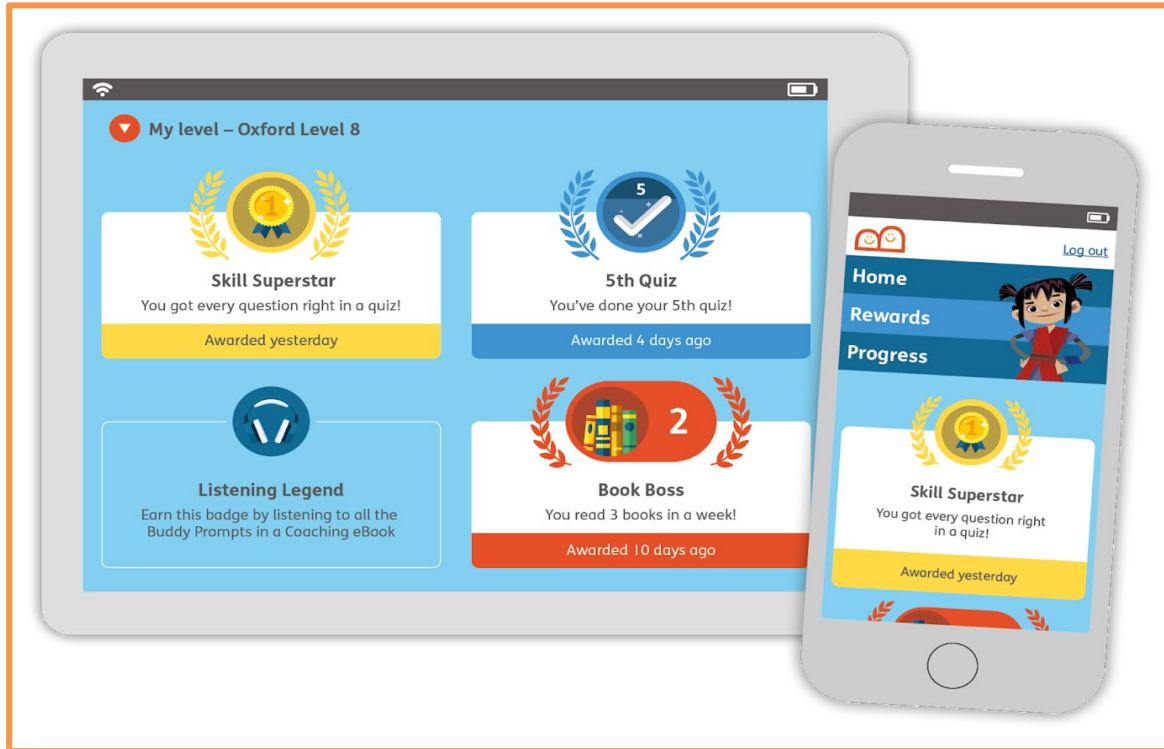 My level – Oxford Level 8
1
Skill Superstar
You got every question right in a quiz!
Awarded yesterday
5
5th Quiz
You've done your 5th quiz!
Awarded 4 days ago
Listening Legend
Earn this badge by listening to all the
Buddy Prompts in a Coaching eBook
2
Book Boss
You read 3 books in a week!
Awarded 10 days ago
Log out
Home
Rewards
Progress
1
Skill Superstar
You got every question right
in a quiz!
Awarded yesterday